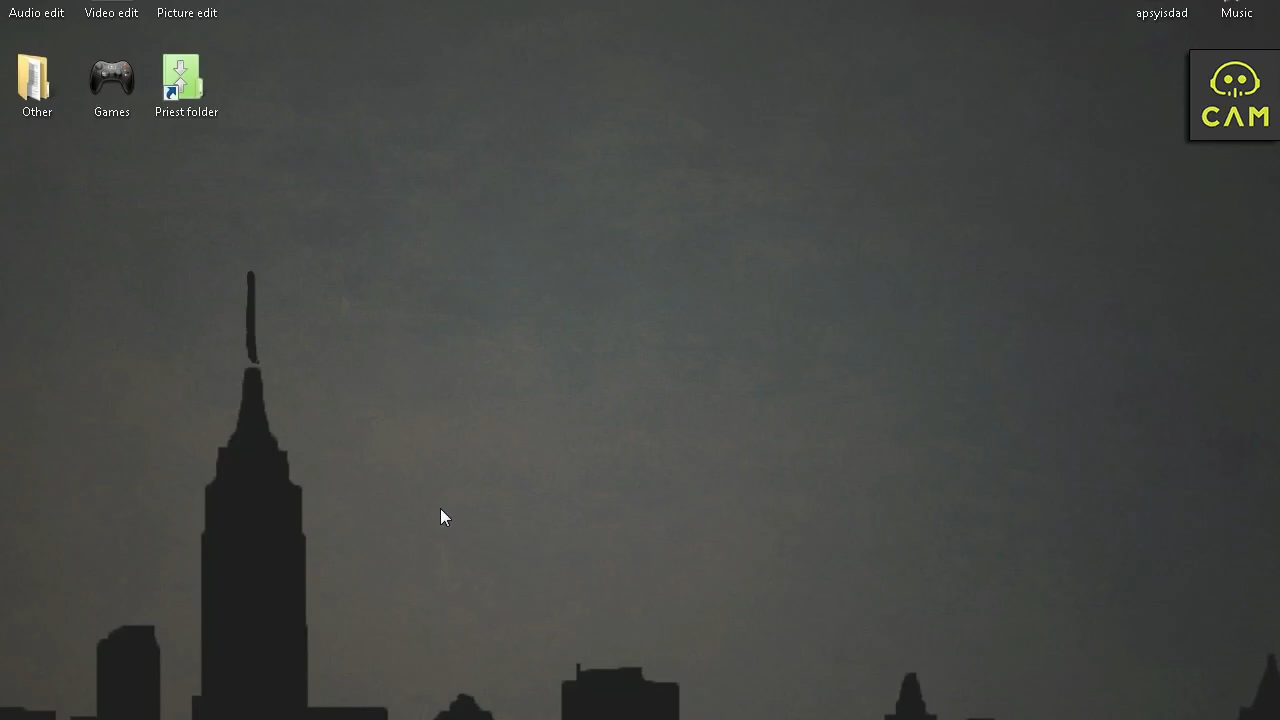 Audio edit
Video edit
Picture edit
apsyisdad
Music
Other
Games
Priest folder
CAM